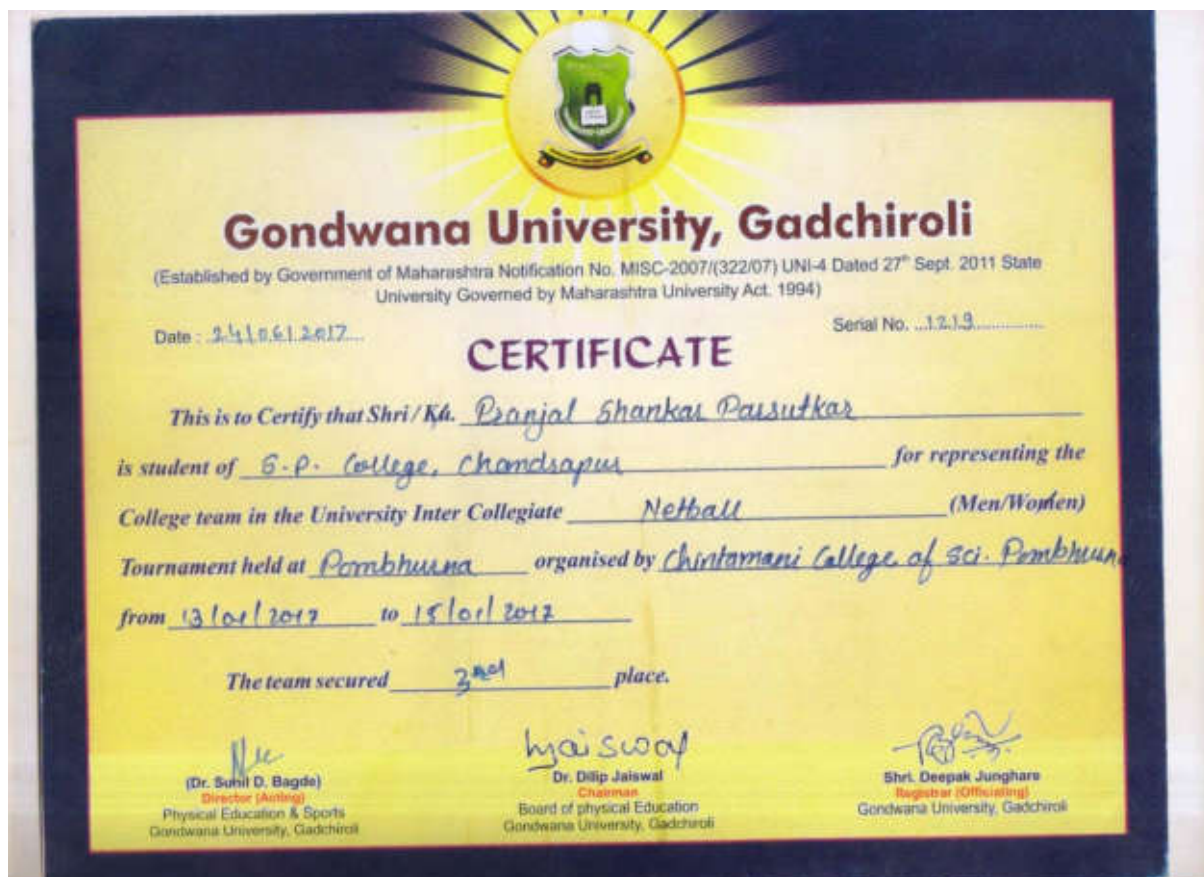 Gondwana University, Gadchiroli
(Established by Government of Maharashtra Notification No. MISC-2007/(322/07) UNI-4 Dated 27th Sept. 2011 State
University Governed by Maharashtra University Act. 1994)
Date : 24/06/2017
Serial No. 1219
CERTIFICATE
This is to Certify that Shri / Ku. Pranjal Shankar Parsutkar
is student of S.P. College, Chandrapur for representing the
College team in the University Inter Collegiate Netball (Men/Women)
Tournament held at Pombhurna organised by Chintamani College of Sci. Pombhurna
from 13/01/2017 to 15/01/2017
The team secured place.
Jaiswal
(Dr. Sunil D. Bagde)
Director (Acting)
Physical Education & Sports
Gondwana University, Gadchiroli
Dr. Dilip Jaiswal
Chairman
Board of physical Education
Gondwana University, Gadchiroli
Shri. Deepak Junghare
Registrar (Officiating)
Gondwana University, Gadchiroli